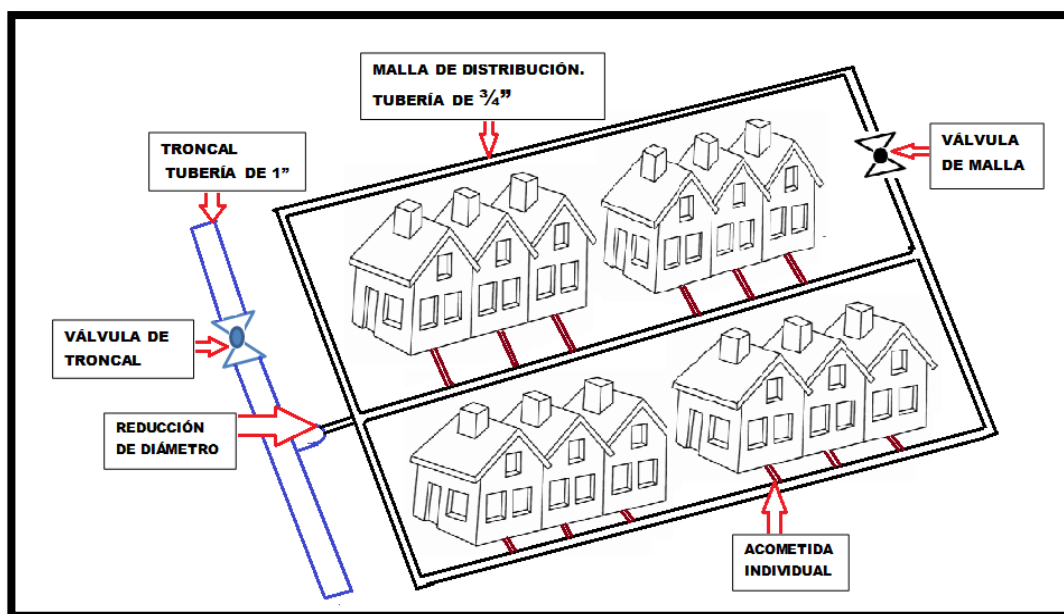 MALLA DE DISTRIBUCIÓN.
TUBERÍA DE ¾”
TRONCAL
TUBERÍA DE 1”
VÁLVULA
DE MALLA
VÁLVULA DE
TRONCAL
REDUCCIÓN
DE DIÁMETRO
ACOMETIDA
INDIVIDUAL